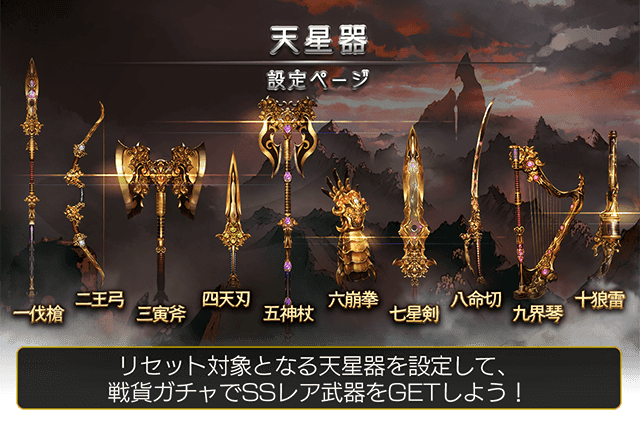 天星器
設定ページ
一伐槍
二王弓
三寅斧
四天刃
五神杖
六崩拳
七星剣
八命切
九界琴
十狼雷
リセット対象となる天星器を設定して、
戦貨ガチャでSSレア武器をGETしよう！